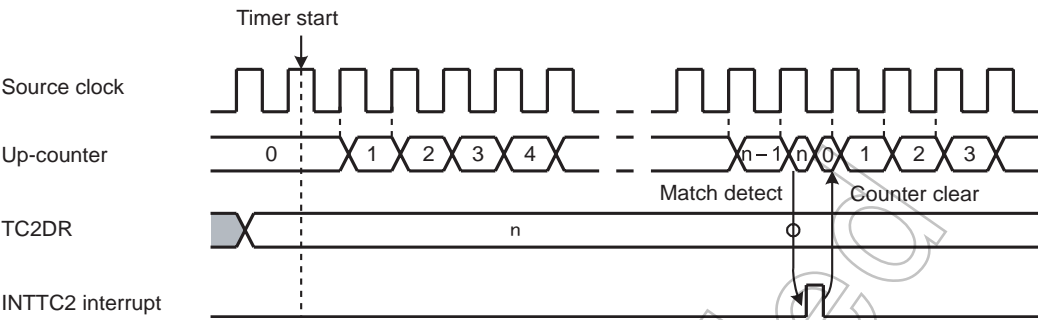 Timer start
Source clock
Up-counter
0 1 2 3 4 n – 1 n 0 1 2 3
Match detect
Counter clear
TC2DR
n
INTTC2 interrupt